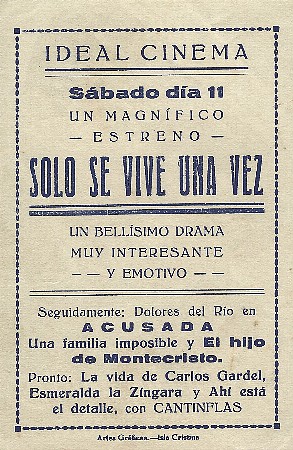 IDEAL CINEMA
Sábado día 11
UN MAGNÍFICO
— ESTRENO —
SOLO SE VIVE UNA VEZ
UN BELLÍSIMO DRAMA
MUY INTERESANTE
— — Y EMOTIVO — —
Seguidamente: Dolores del Río en
ACUSADA
Una familia imposible y El hijo
de Montecristo.
Pronto: La vida de Carlos Gardel,
Esmeralda la Zíngara y Ahí está
el detalle, con CANTINFLAS
Artes Gráficas.—Isla Cristina